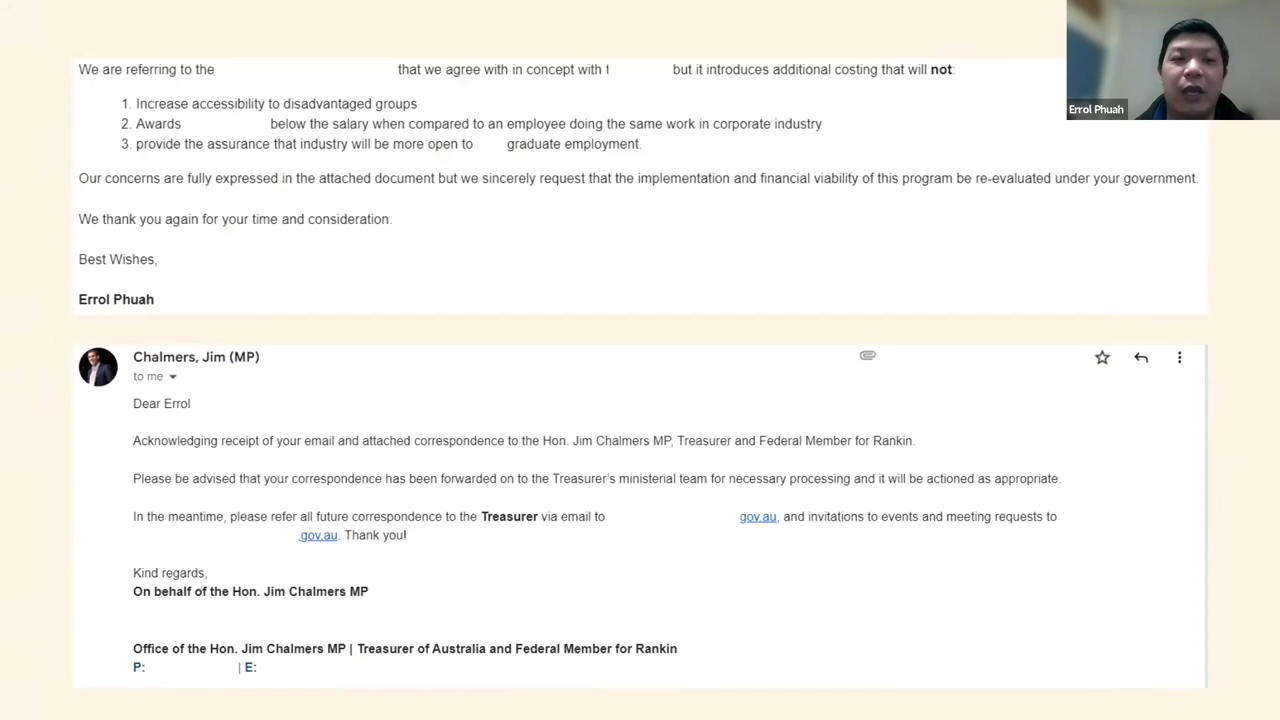 We are referring to the that we agree with in concept with but it introduces additional costing that will not:
1. Increase accessibility to disadvantaged groups
2. Awards below the salary when compared to an employee doing the same work in corporate industry
3. provide the assurance that industry will be more open to graduate employment.
Our concerns are fully expressed in the attached document but we sincerely request that the implementation and financial viability of this program be re-evaluated under your government.
We thank you again for your time and consideration.
Best Wishes,
Errol Phuah
Errol Phuah
Chalmers, Jim (MP)
to me
Dear Errol
Acknowledging receipt of your email and attached correspondence to the Hon. Jim Chalmers MP, Treasurer and Federal Member for Rankin.
Please be advised that your correspondence has been forwarded on to the Treasurer's ministerial team for necessary processing and it will be actioned as appropriate.
In the meantime, please refer all future correspondence to the Treasurer via email to gov.au, and invitations to events and meeting requests to
.gov.au. Thank you!
Kind regards,
On behalf of the Hon. Jim Chalmers MP
Office of the Hon. Jim Chalmers MP | Treasurer of Australia and Federal Member for Rankin
P: | E: